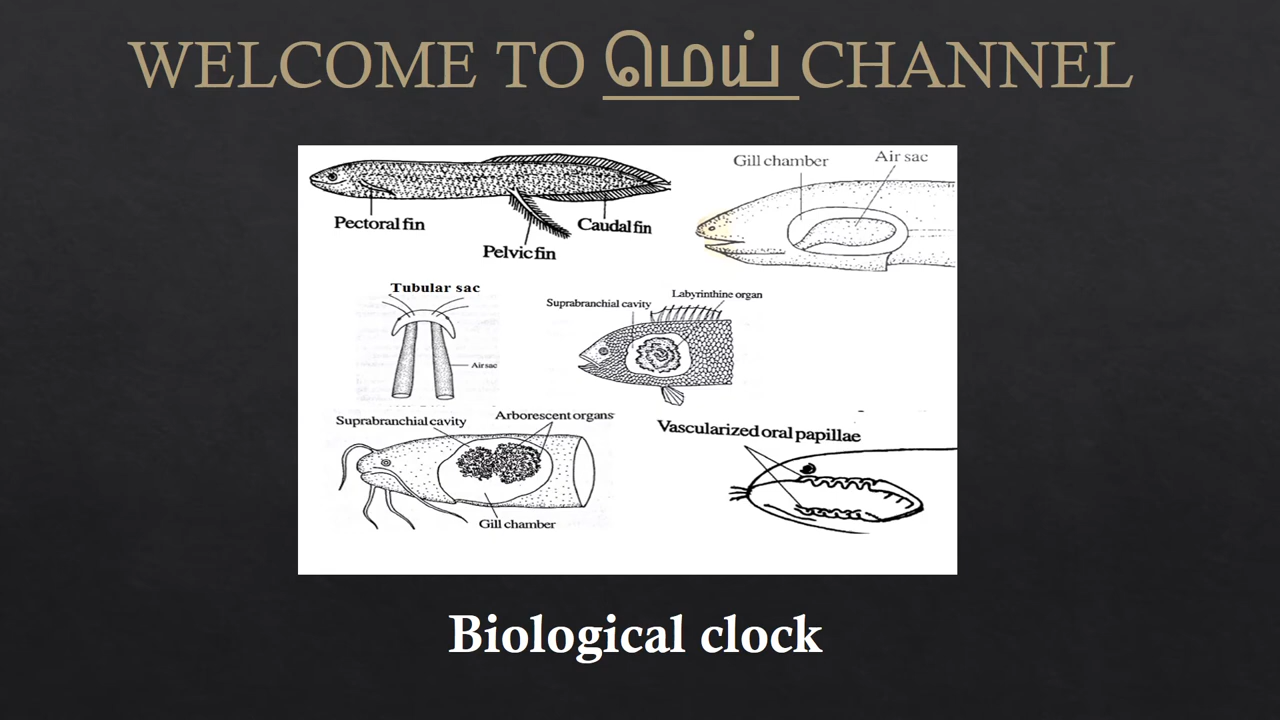 WELCOME TO மெய் CHANNEL
Gill chamber
Air sac
Pectoral fin
Caudal fin
Pelvic fin
Tubular sac
Air sac
Labyrinthine organ
Suprabranchial cavity
Suprabranchial cavity
Arborescent organs
Gill chamber
Vascularized oral papillae
Biological clock